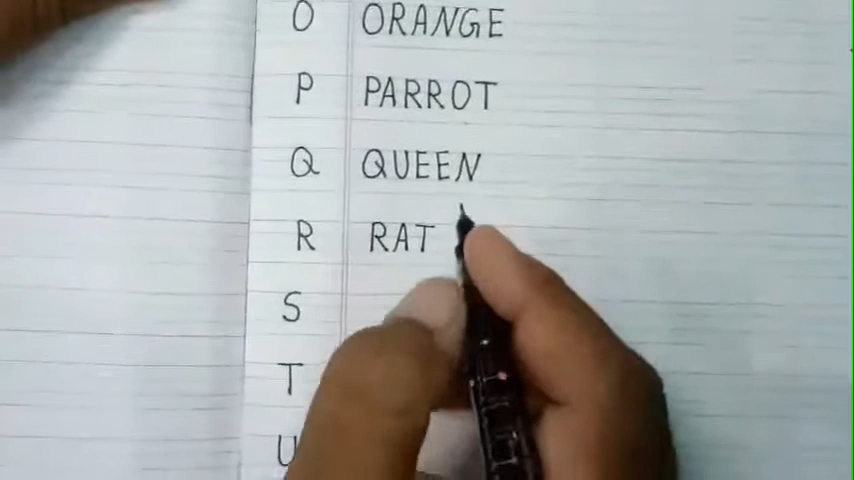 O ORANGE
P PARROT
Q QUEEN
R RAT
S
T
U